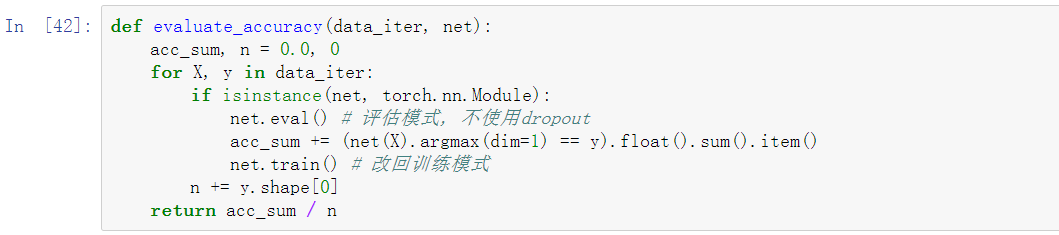 In [42]: def evaluate_accuracy(data_iter, net):
    acc_sum, n = 0.0, 0
    for X, y in data_iter:
        if isinstance(net, torch.nn.Module):
            net.eval() # 评估模式, 不使用dropout
            acc_sum += (net(X).argmax(dim=1) == y).float().sum().item()
            net.train() # 改回训练模式
        n += y.shape[0]
    return acc_sum / n